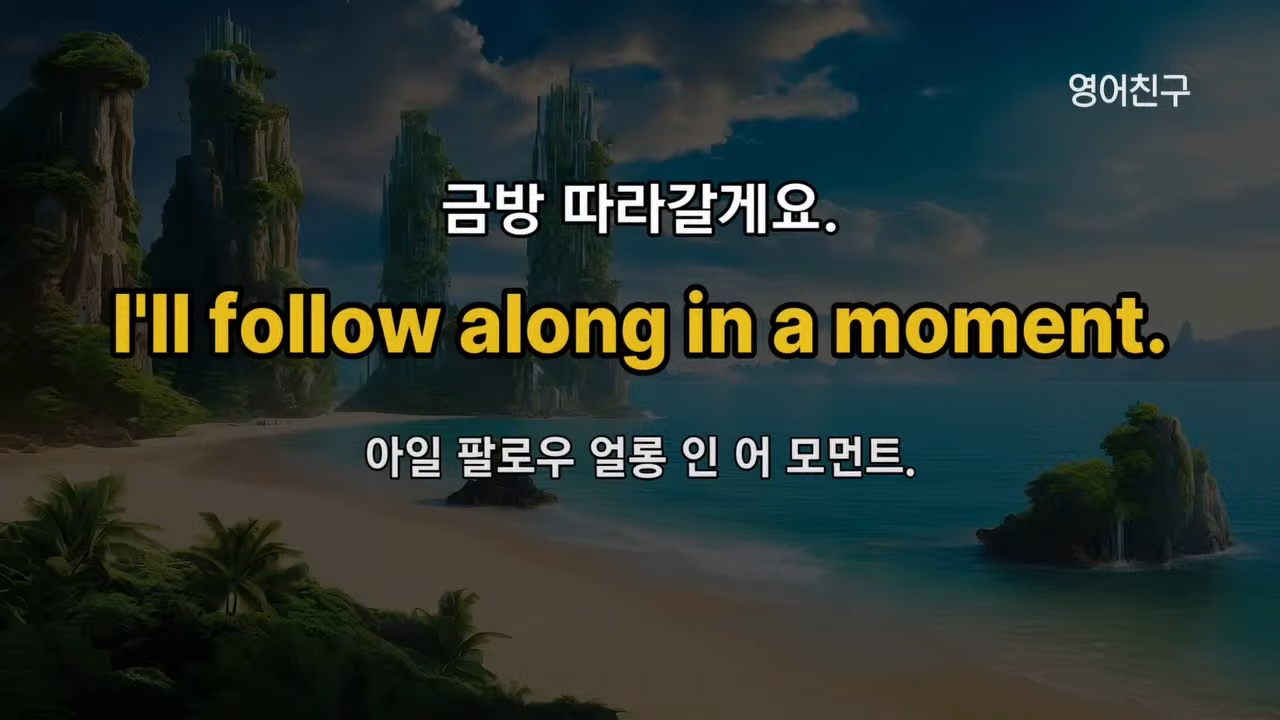 영어친구
금방 따라갈게요.
I'll follow along in a moment.
아일 팔로우 얼롱 인 어 모먼트.